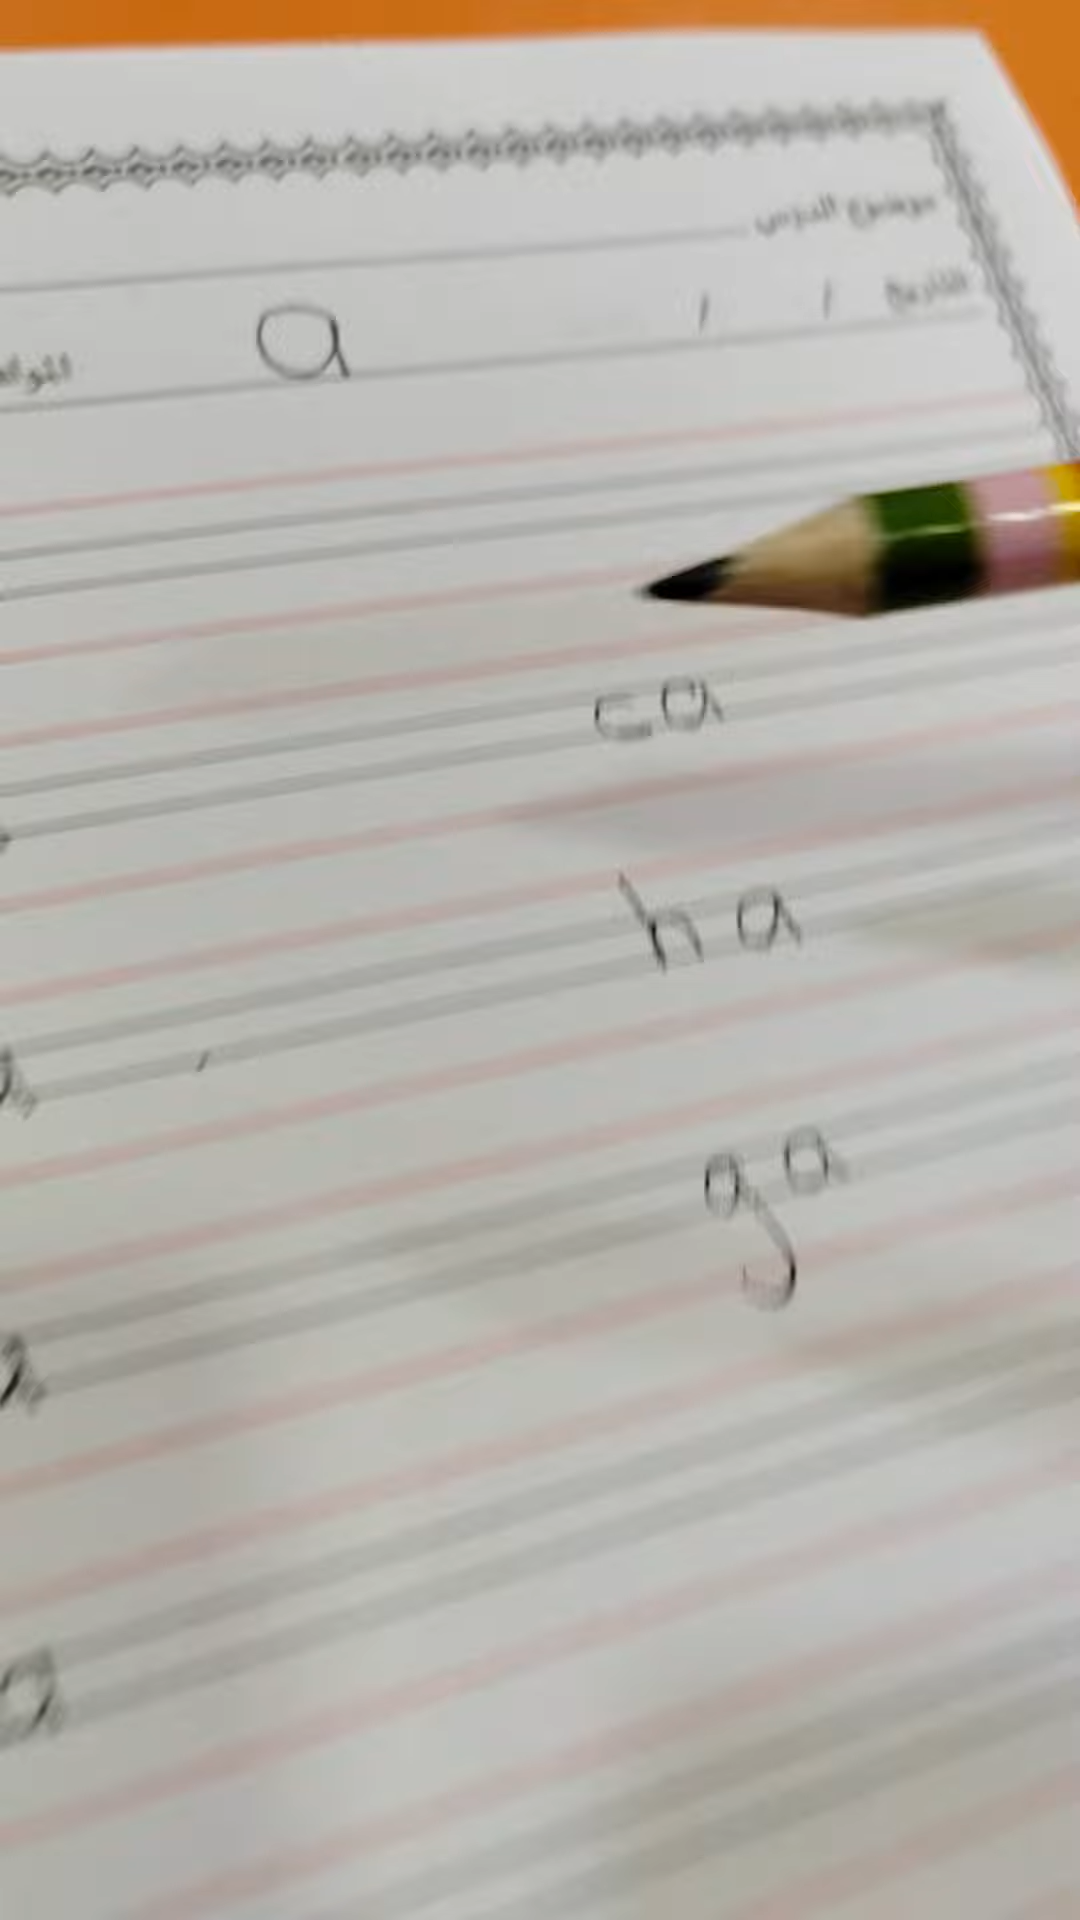 موضوع الدرس
التاريخ / /
a
ca
ha
ga